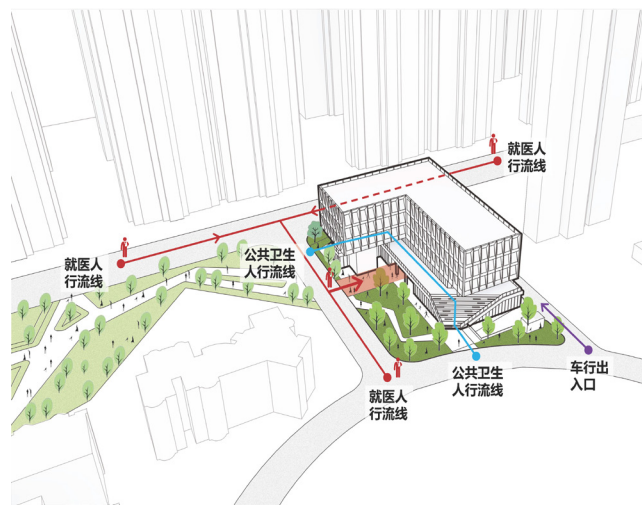 就医人
行流线
公共卫生
人行流线
就医人
行流线
就医人
行流线
公共卫生
人行流线
车行出
入口